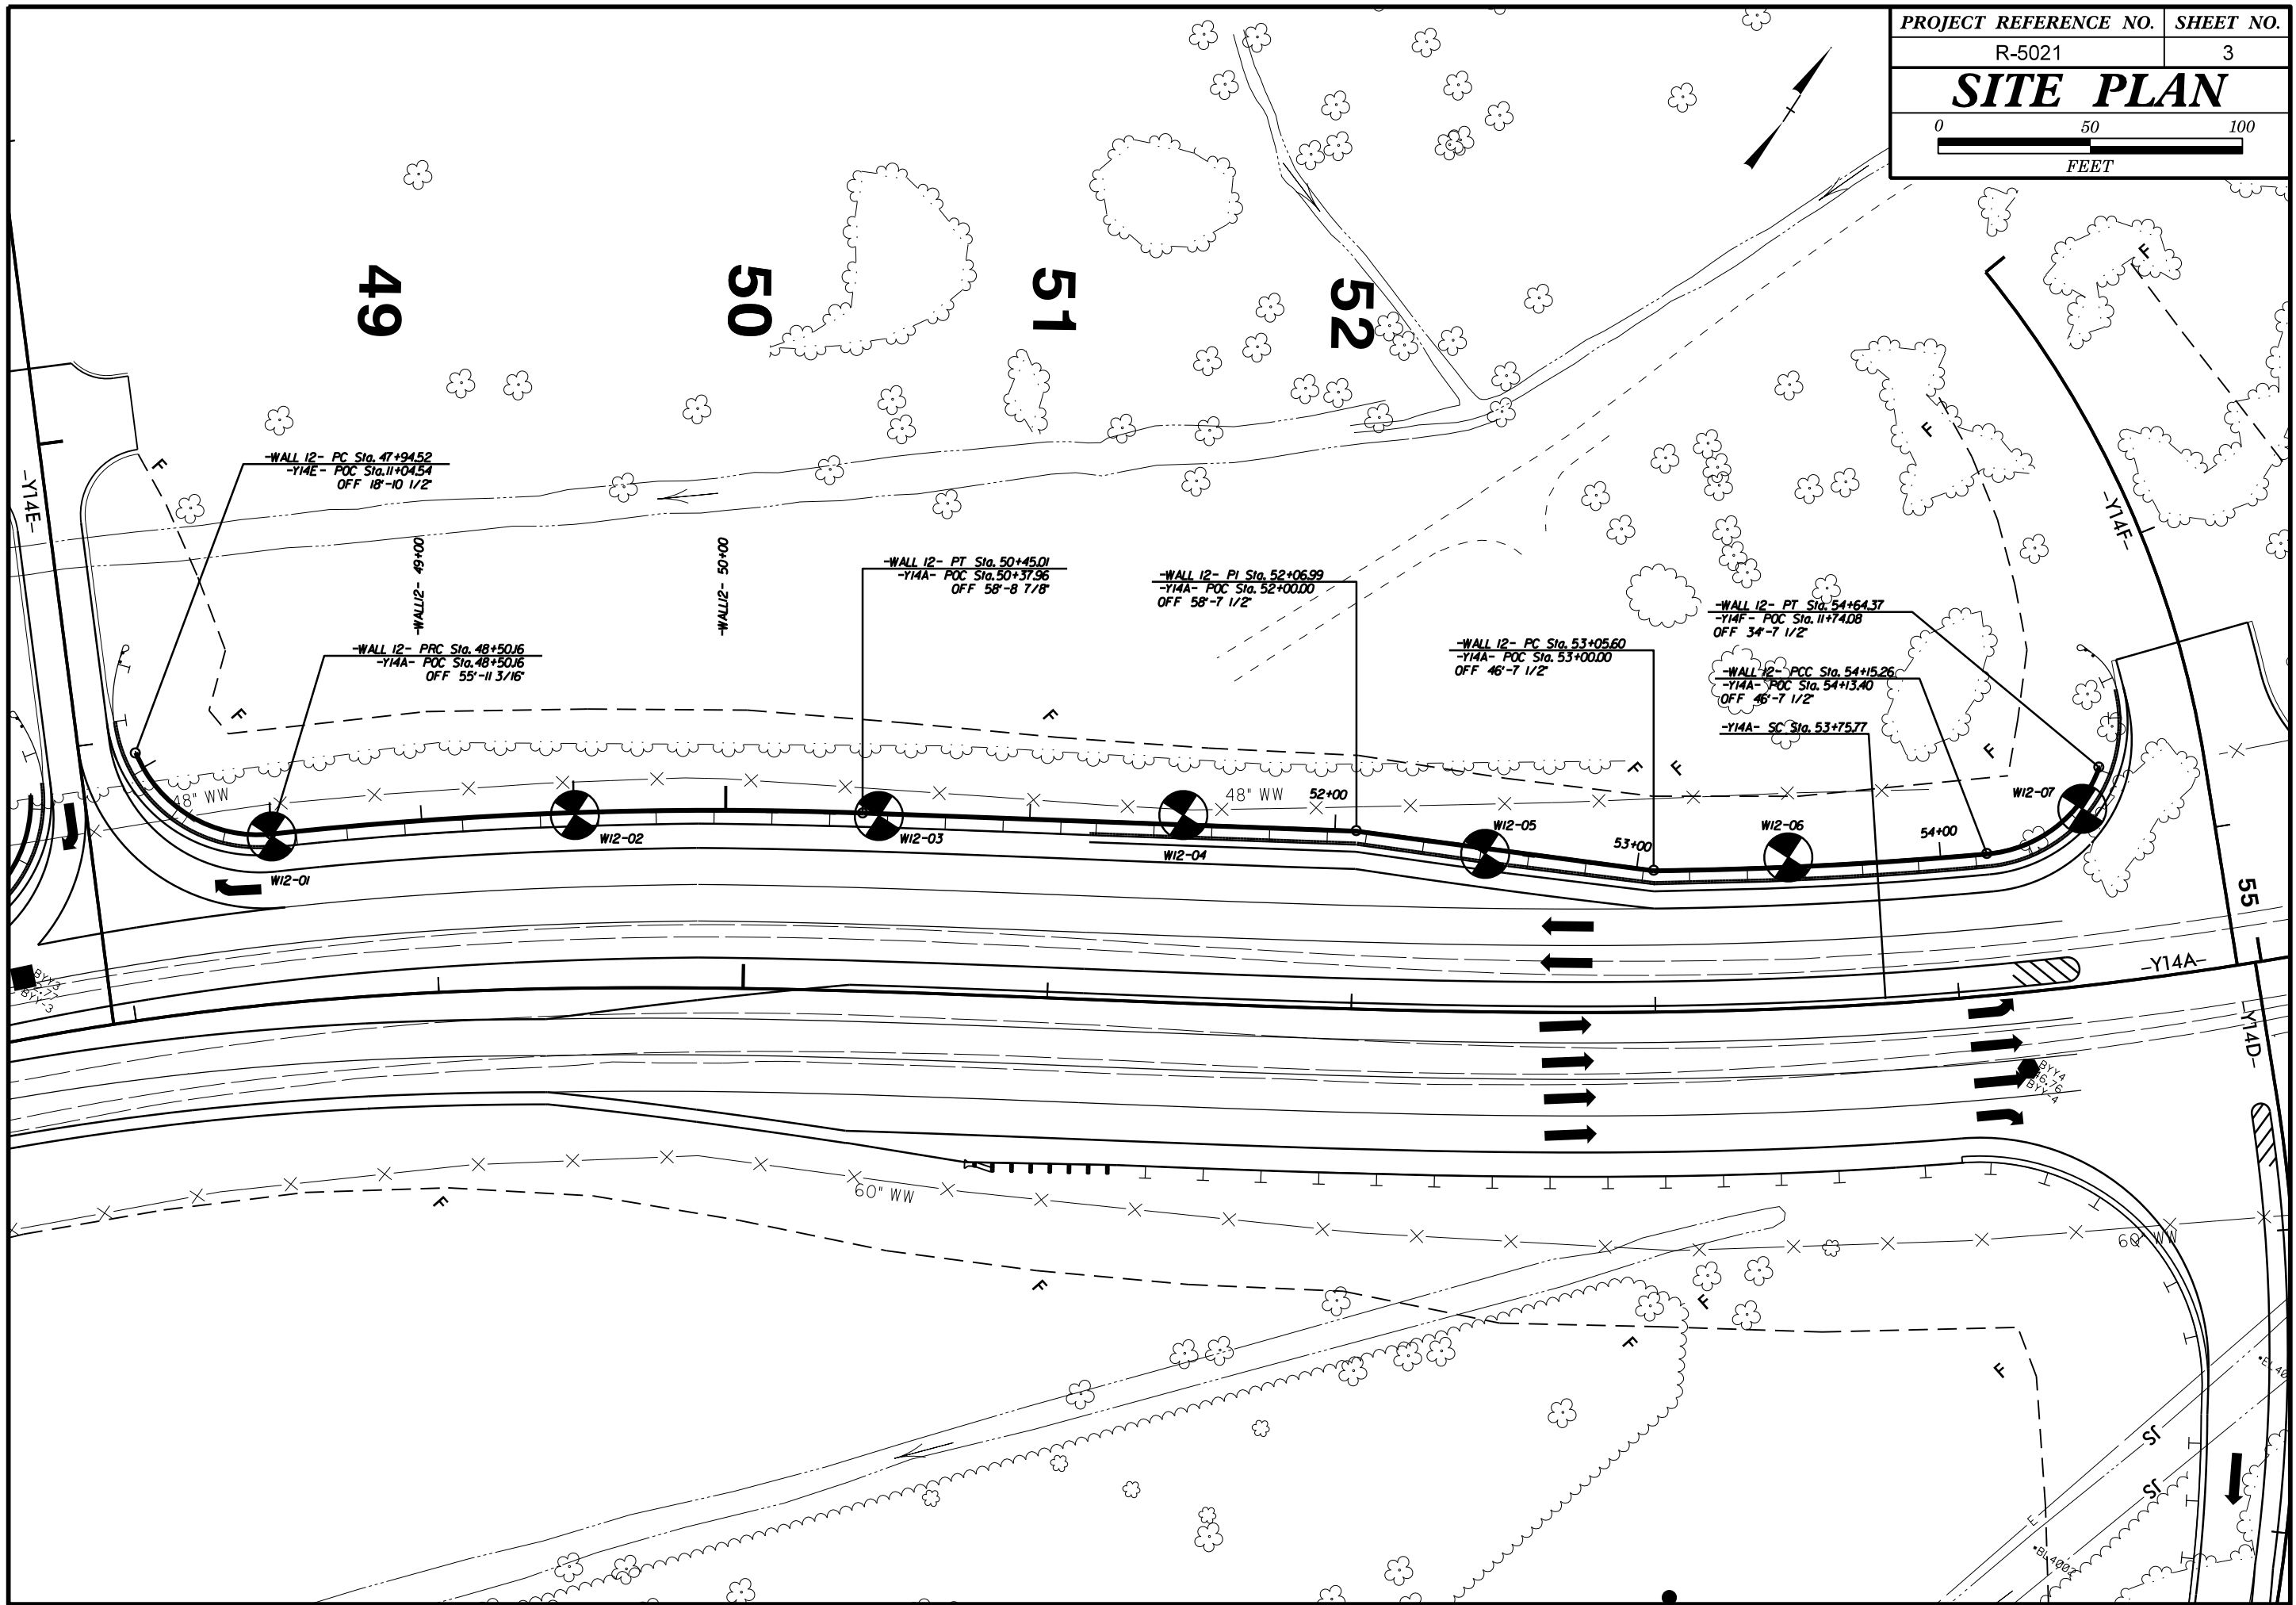 PROJECT REFERENCE NO. SHEET NO.
R-5021 3
SITE PLAN
0 50 100
FEET
49
50
51
52
-Y14E-
F
-WALL 12- PC Sta. 47+94.52
-Y14E- POC Sta. 11+04.54
OFF 18'-10 1/2"
-WALL12- 49+00
-WALL12- 50+00
-WALL 12- PRC Sta. 48+50.16
-Y14A- POC Sta. 48+50.16
OFF 55'-11 3/16"
-WALL 12- PT Sta. 50+45.01
-Y14A- POC Sta. 50+37.96
OFF 58'-8 7/8"
-WALL 12- PI Sta. 52+06.99
-Y14A- POC Sta. 52+00.00
OFF 58'-7 1/2"
-WALL 12- PC Sta. 53+05.60
-Y14A- POC Sta. 53+00.00
OFF 46'-7 1/2"
-WALL 12- PT Sta. 54+64.37
-Y14F- POC Sta. 11+74.08
OFF 34'-7 1/2"
-WALL 12- PCC Sta. 54+15.26
-Y14A- POC Sta. 54+13.40
OFF 46'-7 1/2"
-Y14A- SC Sta. 53+75.77
F
F
-Y14F-
F
F
F
F
F
48" WW
48" WW
52+00
53+00
54+00
W12-01
W12-02
W12-03
W12-04
W12-05
W12-06
W12-07
55
-Y14A-
-Y14D-
BYY3
BYY-3
BYY4
BYY-4
60" WW
60" WW
F
F
F
F
F
SL
SL
E
BL4002